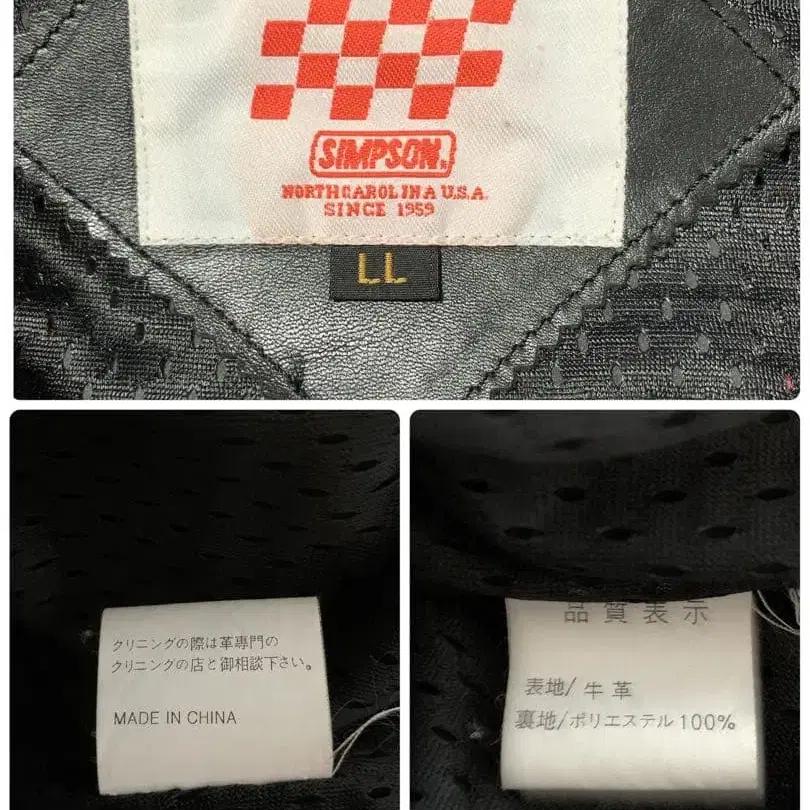 SIMPSON
NORTH CAROLINA U.S.A.
SINCE 1959
LL
クリニングの際は革専門の
クリニングの店と御相談下さい。
MADE IN CHINA
品質表示
表地/牛革
裏地/ポリエステル100%